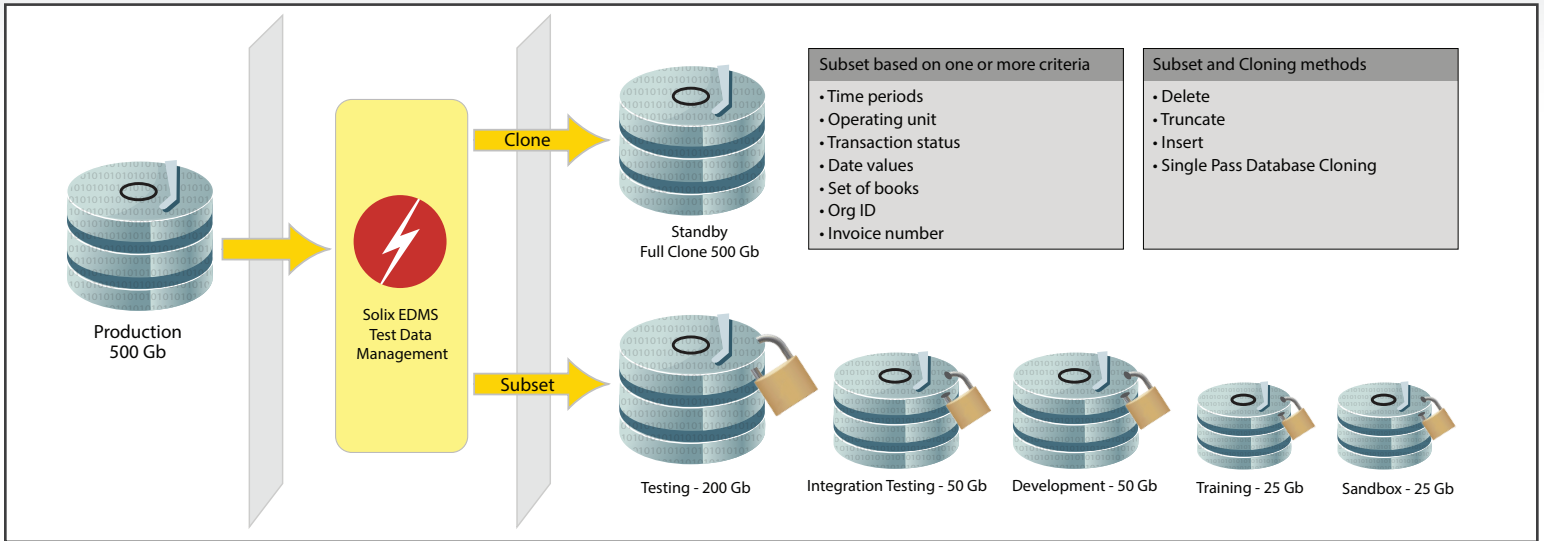 Production
500 Gb
Solix EDMS
Test Data
Management
Clone
Standby
Full Clone 500 Gb
Subset based on one or more criteria
• Time periods
• Operating unit
• Transaction status
• Date values
• Set of books
• Org ID
• Invoice number
Subset and Cloning methods
• Delete
• Truncate
• Insert
• Single Pass Database Cloning
Subset
Testing - 200 Gb
Integration Testing - 50 Gb
Development - 50 Gb
Training - 25 Gb
Sandbox - 25 Gb